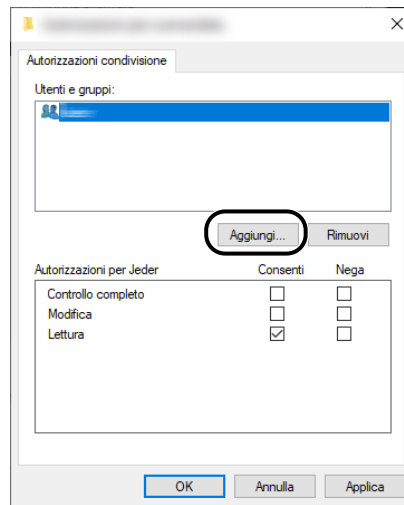 Autorizzazioni condivisione
Utenti e gruppi:
Aggiungi...
Rimuovi
Autorizzazioni per Jeder
Consenti
Nega
Controllo completo
Modifica
Lettura
OK
Annulla
Applica